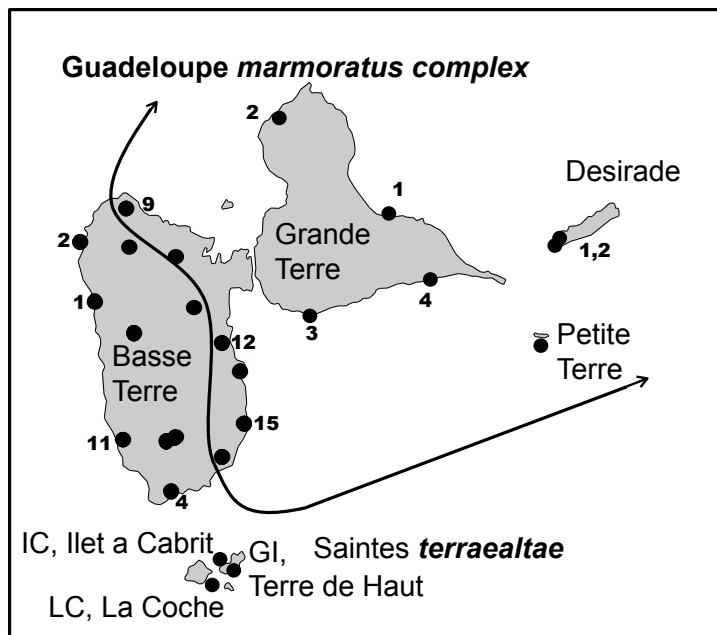 Guadeloupe marmoratus complex
2
Desirade
9
1
2
Grande
Terre
1,2
1
4
3
Petite
Terre
12
Basse
Terre
11
15
4
IC, Ilet a Cabrit
GI,
Terre de Haut
Saintes terraealtae
LC, La Coche